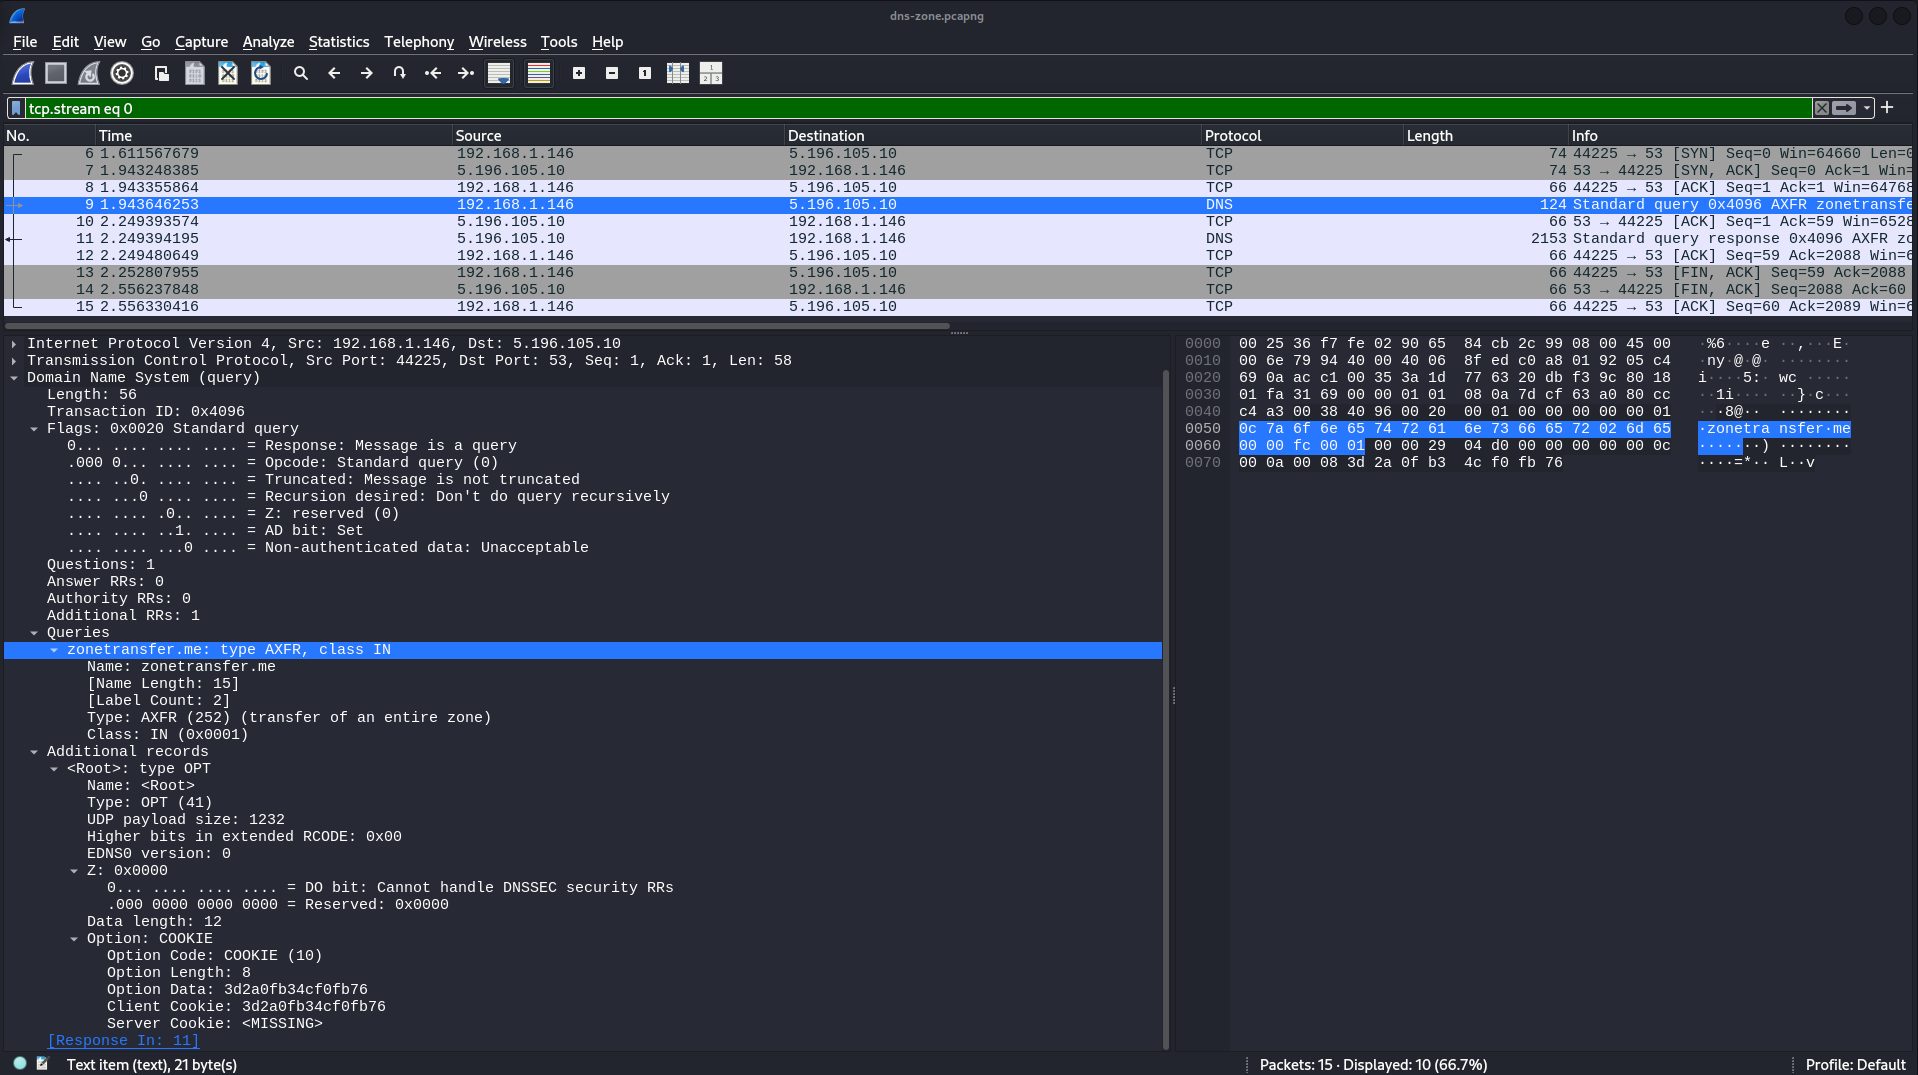 dns-zone.pcapng
File Edit View Go Capture Analyze Statistics Telephony Wireless Tools Help
tcp.stream eq 0
No. Time Source Destination Protocol Length Info
6 1.611567679 192.168.1.146 5.196.105.10 TCP 74 44225 → 53 [SYN] Seq=0 Win=64660 Len=0
7 1.943248385 5.196.105.10 192.168.1.146 TCP 74 53 → 44225 [SYN, ACK] Seq=0 Ack=1 Win=
8 1.943355864 192.168.1.146 5.196.105.10 TCP 66 44225 → 53 [ACK] Seq=1 Ack=1 Win=64768
9 1.943646253 192.168.1.146 5.196.105.10 DNS 124 Standard query 0x4096 AXFR zonetransfe
10 2.249393574 5.196.105.10 192.168.1.146 TCP 66 53 → 44225 [ACK] Seq=1 Ack=59 Win=6528
11 2.249394195 5.196.105.10 192.168.1.146 DNS 2153 Standard query response 0x4096 AXFR zo
12 2.249480649 192.168.1.146 5.196.105.10 TCP 66 44225 → 53 [ACK] Seq=59 Ack=2088 Win=6
13 2.252807955 192.168.1.146 5.196.105.10 TCP 66 44225 → 53 [FIN, ACK] Seq=59 Ack=2088
14 2.556237848 5.196.105.10 192.168.1.146 TCP 66 53 → 44225 [FIN, ACK] Seq=2088 Ack=60
15 2.556330416 192.168.1.146 5.196.105.10 TCP 66 44225 → 53 [ACK] Seq=60 Ack=2089 Win=6
Internet Protocol Version 4, Src: 192.168.1.146, Dst: 5.196.105.10
Transmission Control Protocol, Src Port: 44225, Dst Port: 53, Seq: 1, Ack: 1, Len: 58
Domain Name System (query)
Length: 56
Transaction ID: 0x4096
Flags: 0x0020 Standard query
0... .... .... .... = Response: Message is a query
.000 0... .... .... = Opcode: Standard query (0)
.... ..0. .... .... = Truncated: Message is not truncated
.... ...0 .... .... = Recursion desired: Don't do query recursively
.... .... .0.. .... = Z: reserved (0)
.... .... ..1. .... = AD bit: Set
.... .... ...0 .... = Non-authenticated data: Unacceptable
Questions: 1
Answer RRs: 0
Authority RRs: 0
Additional RRs: 1
Queries
zonetransfer.me: type AXFR, class IN
Name: zonetransfer.me
[Name Length: 15]
[Label Count: 2]
Type: AXFR (252) (transfer of an entire zone)
Class: IN (0x0001)
Additional records
<Root>: type OPT
Name: <Root>
Type: OPT (41)
UDP payload size: 1232
Higher bits in extended RCODE: 0x00
EDNS0 version: 0
Z: 0x0000
0... .... .... .... = DO bit: Cannot handle DNSSEC security RRs
.000 0000 0000 0000 = Reserved: 0x0000
Data length: 12
Option: COOKIE
Option Code: COOKIE (10)
Option Length: 8
Option Data: 3d2a0fb34cf0fb76
Client Cookie: 3d2a0fb34cf0fb76
Server Cookie: <MISSING>
[Response In: 11]
0000 00 25 36 f7 fe 02 90 65 84 cb 2c 99 08 00 45 00 ·%6····e ··,···E·
0010 00 6e 79 94 40 00 40 06 8f ed c0 a8 01 92 05 c4 ·ny·@·@· ········
0020 69 0a ac c1 00 35 3a 1d 77 63 20 db f3 9c 80 18 i····5:· wc ·····
0030 01 fa 31 69 00 00 01 01 08 0a 7d cf 63 a0 80 cc ··1i···· ··}·c···
0040 c4 a3 00 38 40 96 00 20 00 01 00 00 00 00 00 01 ···8@·· ········
0050 0c 7a 6f 6e 65 74 72 61 6e 73 66 65 72 02 6d 65 ·zonetra nsfer·me
0060 00 00 fc 00 01 00 00 29 04 d0 00 00 00 00 00 0c ·······) ········
0070 00 0a 00 08 3d 2a 0f b3 4c f0 fb 76 ····=*·· L··v
Text item (text), 21 byte(s)
Packets: 15 · Displayed: 10 (66.7%)
Profile: Default